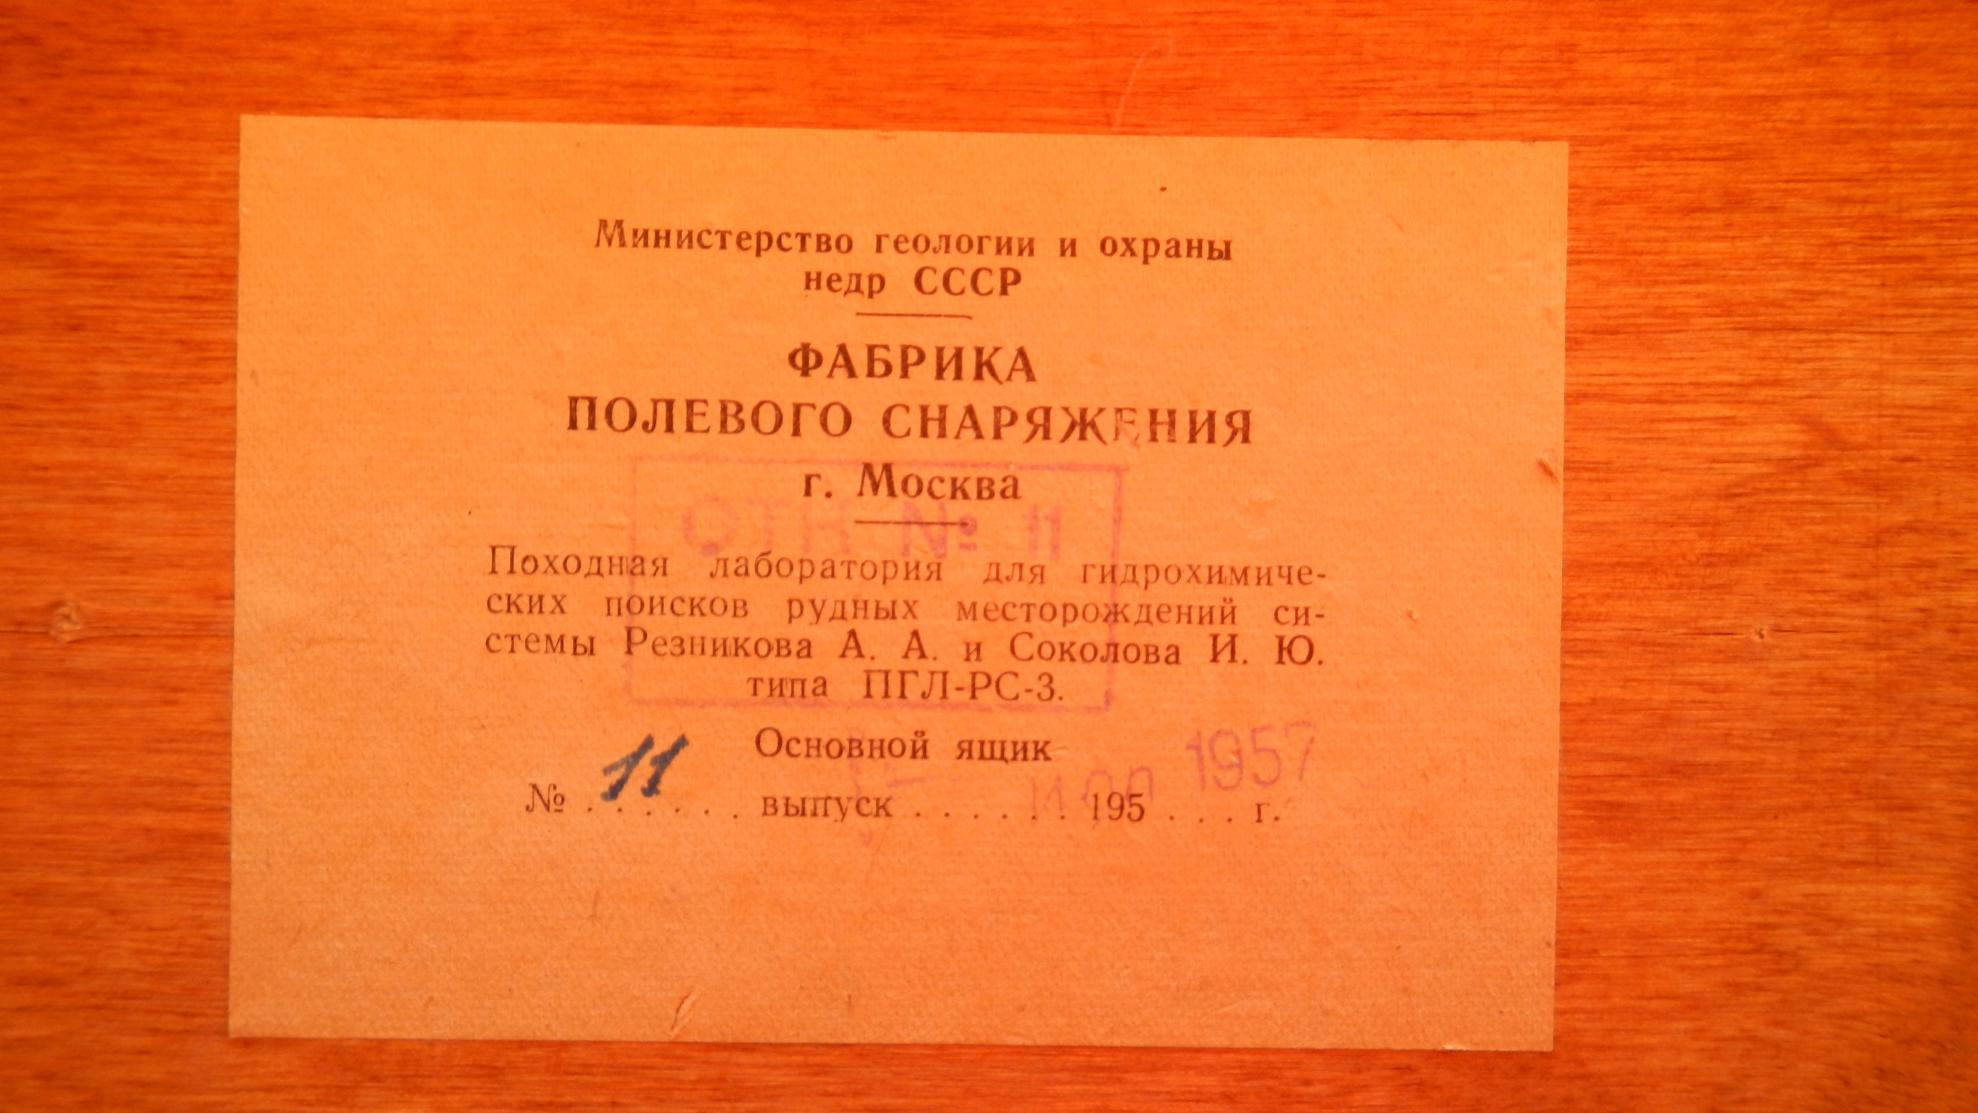 Министерство геологии и охраны
недр СССР
ФАБРИКА
ПОЛЕВОГО СНАРЯЖЕНИЯ
г. Москва
ОТК № 11
Походная лаборатория для гидрохимиче-
ских поисков рудных месторождений си-
стемы Резникова А. А. и Соколова И. Ю.
типа ПГЛ-РС-3.
Основной ящик
1957
№ . 11 . . . . . выпуск . . . . . . . 195 . . . . г.